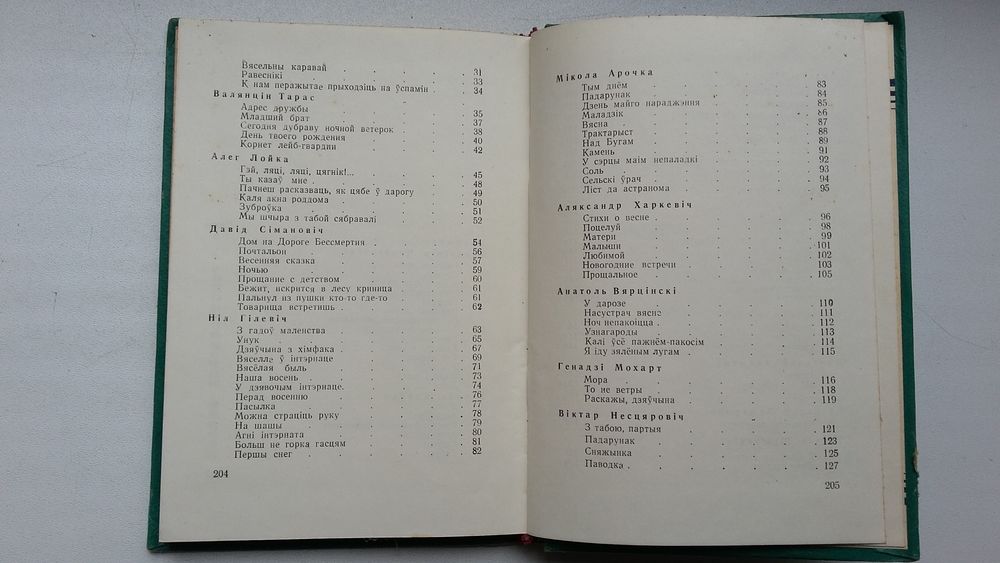 Вясельны каравай . . . . . 31
Равеснікі . . . . . . 33
К нам перажытае прыходзіць на ўспамін . . 34
Валянцін Тарас
Адрес дружбы . . . . . 35
Младший брат . . . . . 37
Сегодня дубраву ночной ветерок . . . 38
День твоего рождения . . . . 40
Корнет лейб-гвардии . . . . 42
Алег Лойка
Гэй, ляці, ляці, цягнік!... . . . . 45
Ты казаў мне . . . . . 48
Пачнеш расказваць, як цябе ў дарогу . . 49
Каля акна роддома . . . . . 50
Зуброўка . . . . . . 51
Мы шчыра з табой сябравалі . . . 52
Давід Сімановіч
Дом на Дороге Бессмертия . . . . 54
Почтальон . . . . . . 56
Весенняя сказка . . . . . 57
Ночью . . . . . . 59
Прощание с детством . . . . 60
Бежит, искрится в лесу криница . . . 61
Пальнул из пушки кто-то где-то . . . 61
Товарища встретишь . . . . . 62
Ніл Гілевіч
З гадоў маленства . . . . . 63
Унук . . . . . . 65
Дзяўчына з хімфака . . . . . 67
Вяселле ў інтэрнаце . . . . . 69
Вясёлая быль . . . . . 71
Наша восень . . . . . . 73
У дзявочым інтэрнаце. . . . . 74
Перад восенню . . . . . 76
Пасылка . . . . . . 77
Можна страціць руку . . . . 78
На шашы . . . . . . 79
Агні інтэрната . . . . . 80
Больш не горка гасцям . . . . 81
Першы снег . . . . . . 82
204
Мікола Арочка
Тым днём . . . . . . 83
Падарунак . . . . . . 84
Дзень майго нараджэння . . . . 85
Маладзік . . . . . . 86
Вясна . . . . . . 87
Трактарыст . . . . . . 88
Над Бугам . . . . . . 89
Камень . . . . . . 91
У сэрцы маім непаладкі . . . . 92
Соль . . . . . . 93
Сельскі ўрач . . . . . 94
Ліст да астранома . . . . . 95
Аляксандр Харкевіч
Стихи о весне . . . . . 96
Поцелуй . . . . . . 98
Матери . . . . . . 99
Малыши . . . . . . 101
Любимой . . . . . . 102
Новогодние встречи . . . . . 103
Прощальное . . . . . . 105
Анатоль Вярцінскі
У дарозе . . . . . . 110
Насустрач вясне . . . . . 111
Ноч непакоіцца . . . . . 112
Узнагароды . . . . . . 113
Калі ўсё пажнём-пакосім . . . . 114
Я іду зялёным лугам . . . . . 115
Генадзі Мохарт
Мора . . . . . . 116
То не ветры . . . . . 118
Раскажы, дзяўчына . . . . . 119
Віктар Несцяровіч
З табою, партыя . . . . . 121
Падарунак . . . . . . 123
Сняжынка . . . . . . 125
Паводка . . . . . . 127
205